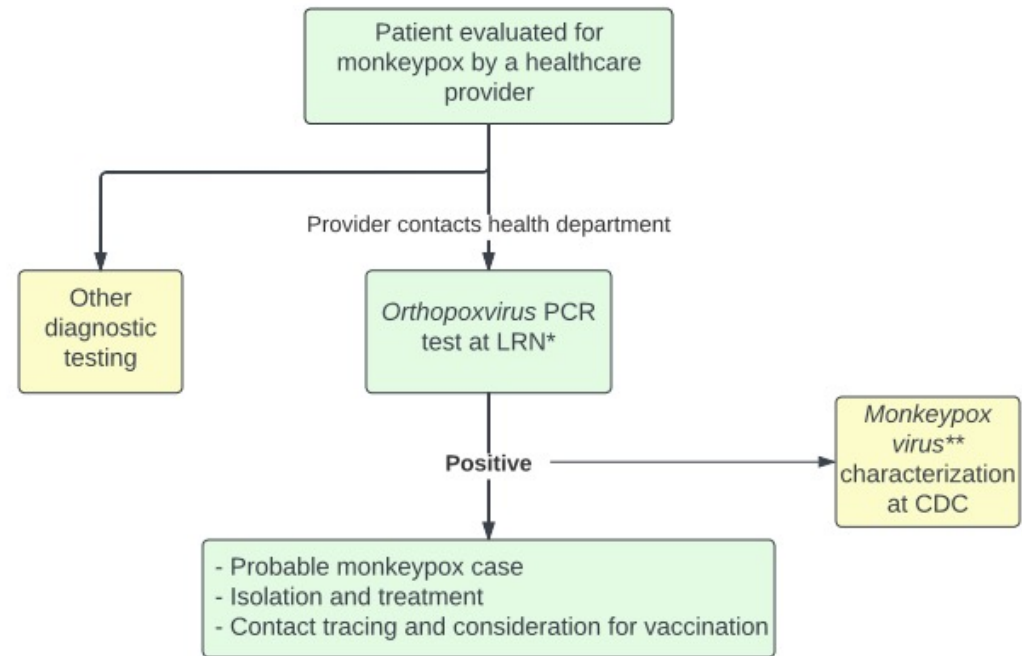 Patient evaluated for
monkeypox by a healthcare
provider
Provider contacts health department
Other
diagnostic
testing
Orthopoxvirus PCR
test at LRN*
Monkeypox
virus**
characterization
at CDC
Positive
- Probable monkeypox case
- Isolation and treatment
- Contact tracing and consideration for vaccination